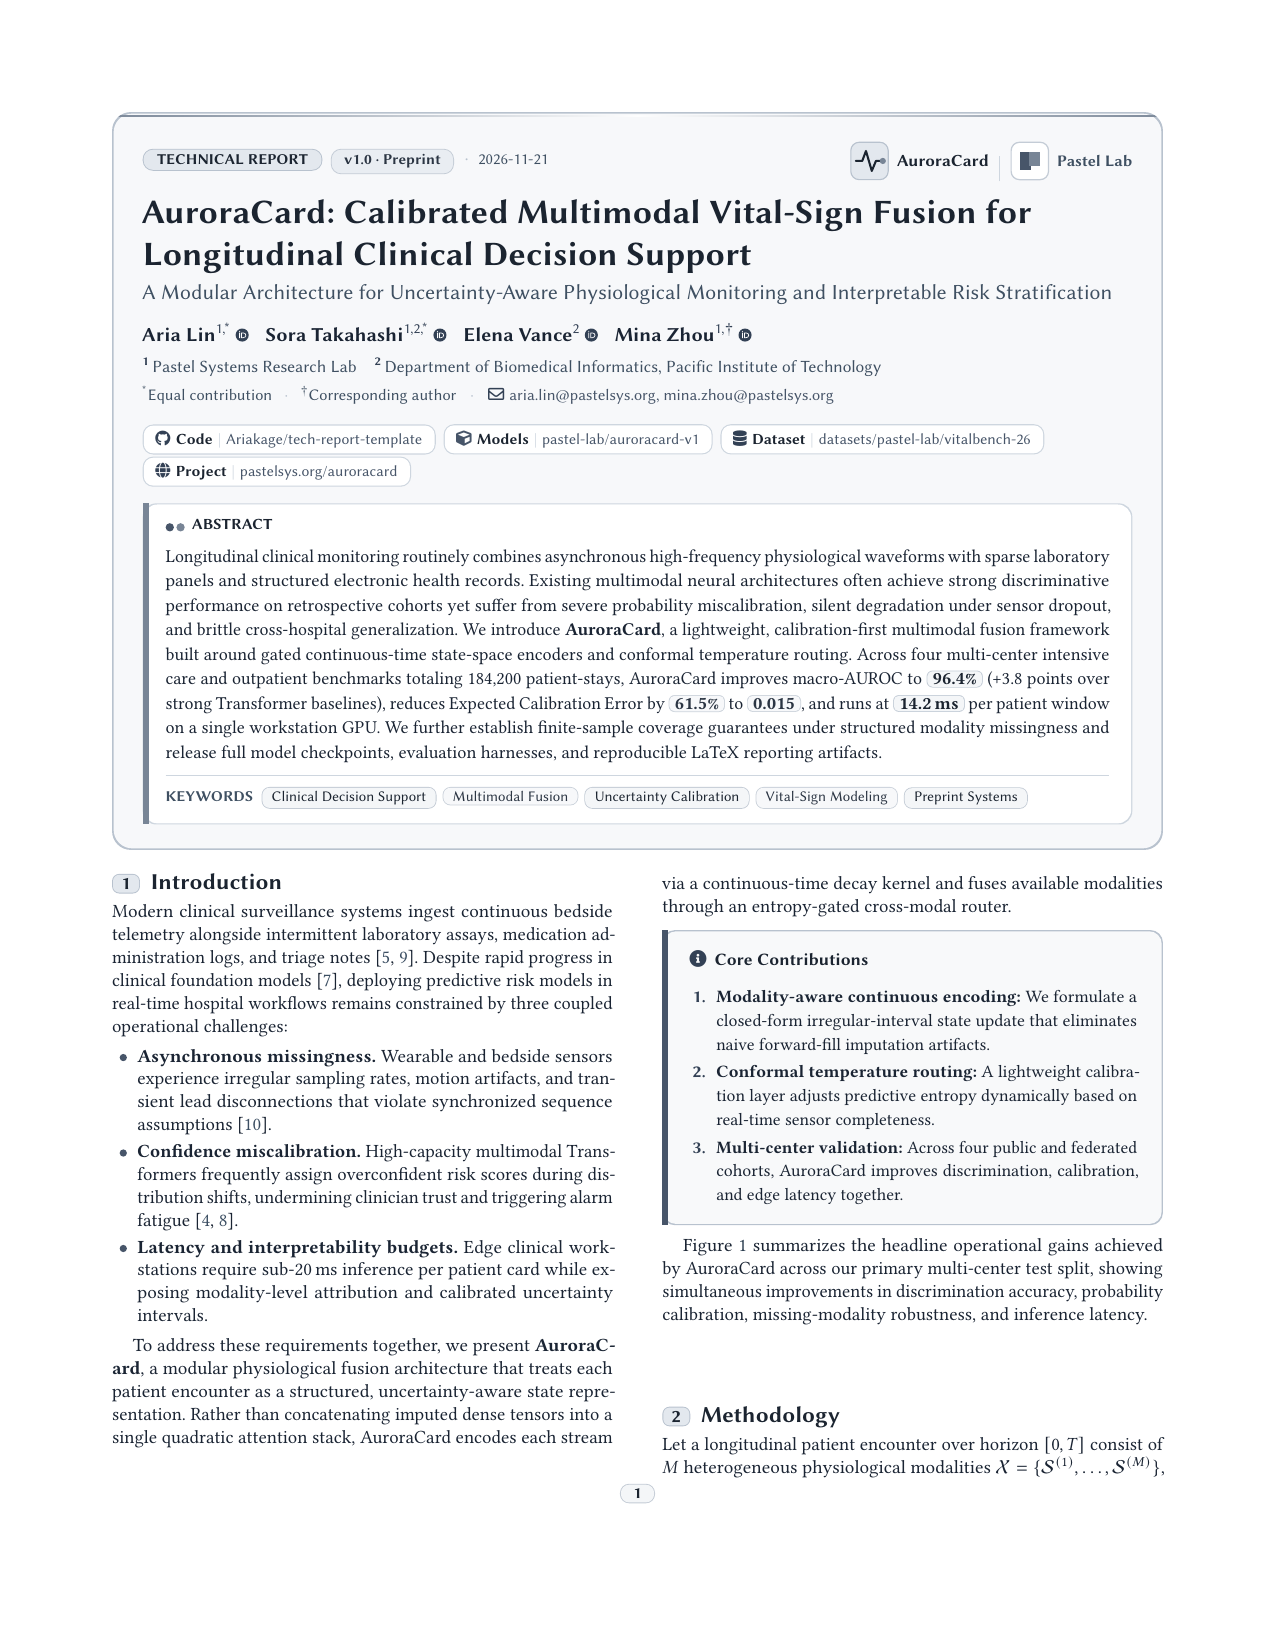 TECHNICAL REPORT v1.0 · Preprint · 2026-11-21
AuroraCard | Pastel Lab
AuroraCard: Calibrated Multimodal Vital-Sign Fusion for
Longitudinal Clinical Decision Support
A Modular Architecture for Uncertainty-Aware Physiological Monitoring and Interpretable Risk Stratification
Aria Lin1,* Sora Takahashi1,2,* Elena Vance2 Mina Zhou1,†
1 Pastel Systems Research Lab 2 Department of Biomedical Informatics, Pacific Institute of Technology
*Equal contribution · †Corresponding author · aria.lin@pastelsys.org, mina.zhou@pastelsys.org
Code | Ariakage/tech-report-template Models | pastel-lab/auroracard-v1 Dataset | datasets/pastel-lab/vitalbench-26
Project | pastelsys.org/auroracard
ABSTRACT
Longitudinal clinical monitoring routinely combines asynchronous high-frequency physiological waveforms with sparse laboratory
panels and structured electronic health records. Existing multimodal neural architectures often achieve strong discriminative
performance on retrospective cohorts yet suffer from severe probability miscalibration, silent degradation under sensor dropout,
and brittle cross-hospital generalization. We introduce AuroraCard, a lightweight, calibration-first multimodal fusion framework
built around gated continuous-time state-space encoders and conformal temperature routing. Across four multi-center intensive
care and outpatient benchmarks totaling 184,200 patient-stays, AuroraCard improves macro-AUROC to 96.4% (+3.8 points over
strong Transformer baselines), reduces Expected Calibration Error by 61.5% to 0.015, and runs at 14.2 ms per patient window
on a single workstation GPU. We further establish finite-sample coverage guarantees under structured modality missingness and
release full model checkpoints, evaluation harnesses, and reproducible LaTeX reporting artifacts.
KEYWORDS Clinical Decision Support Multimodal Fusion Uncertainty Calibration Vital-Sign Modeling Preprint Systems
1 Introduction
Modern clinical surveillance systems ingest continuous bedside
telemetry alongside intermittent laboratory assays, medication ad-
ministration logs, and triage notes [5, 9]. Despite rapid progress in
clinical foundation models [7], deploying predictive risk models in
real-time hospital workflows remains constrained by three coupled
operational challenges:
• Asynchronous missingness. Wearable and bedside sensors
experience irregular sampling rates, motion artifacts, and tran-
sient lead disconnections that violate synchronized sequence
assumptions [10].
• Confidence miscalibration. High-capacity multimodal Trans-
formers frequently assign overconfident risk scores during dis-
tribution shifts, undermining clinician trust and triggering alarm
fatigue [4, 8].
• Latency and interpretability budgets. Edge clinical work-
stations require sub-20 ms inference per patient card while ex-
posing modality-level attribution and calibrated uncertainty
intervals.
To address these requirements together, we present AuroraC-
ard, a modular physiological fusion architecture that treats each
patient encounter as a structured, uncertainty-aware state repre-
sentation. Rather than concatenating imputed dense tensors into a
single quadratic attention stack, AuroraCard encodes each stream
via a continuous-time decay kernel and fuses available modalities
through an entropy-gated cross-modal router.
Core Contributions
1. Modality-aware continuous encoding: We formulate a
closed-form irregular-interval state update that eliminates
naive forward-fill imputation artifacts.
2. Conformal temperature routing: A lightweight calibra-
tion layer adjusts predictive entropy dynamically based on
real-time sensor completeness.
3. Multi-center validation: Across four public and federated
cohorts, AuroraCard improves discrimination, calibration,
and edge latency together.
Figure 1 summarizes the headline operational gains achieved
by AuroraCard across our primary multi-center test split, showing
simultaneous improvements in discrimination accuracy, probability
calibration, missing-modality robustness, and inference latency.
2 Methodology
Let a longitudinal patient encounter over horizon [0, T] consist of
M heterogeneous physiological modalities 𝒳 = {𝒮(1), . . . , 𝒮(M)},
1